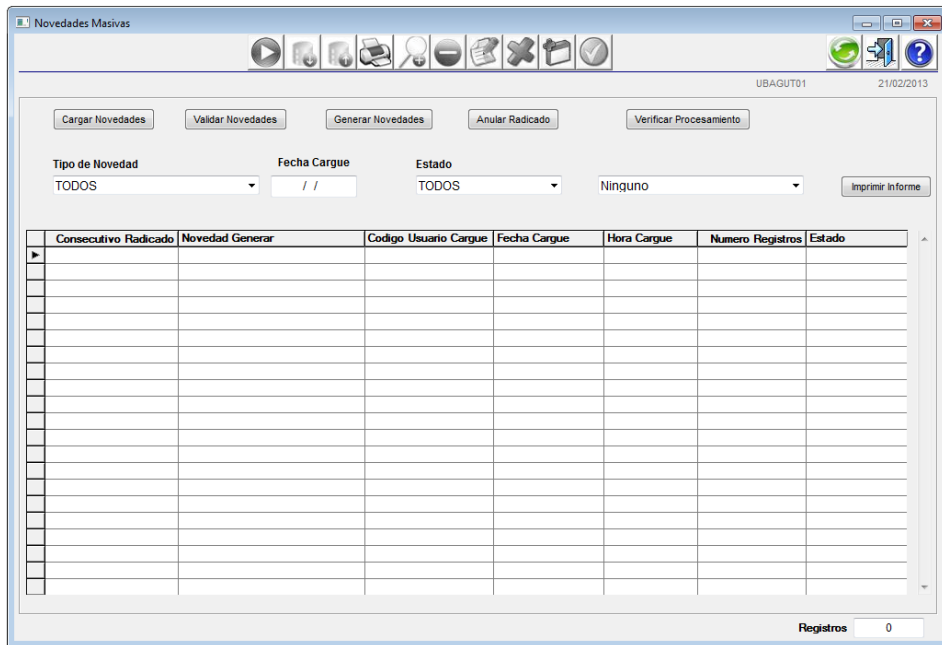 Novedades Masivas
UBAGUT01 21/02/2013
Cargar Novedades Validar Novedades Generar Novedades Anular Radicado Verificar Procesamiento
Tipo de Novedad Fecha Cargue Estado
TODOS / / TODOS Ninguno Imprimir Informe
Consecutivo Radicado Novedad Generar Codigo Usuario Cargue Fecha Cargue Hora Cargue Numero Registros Estado
Registros 0